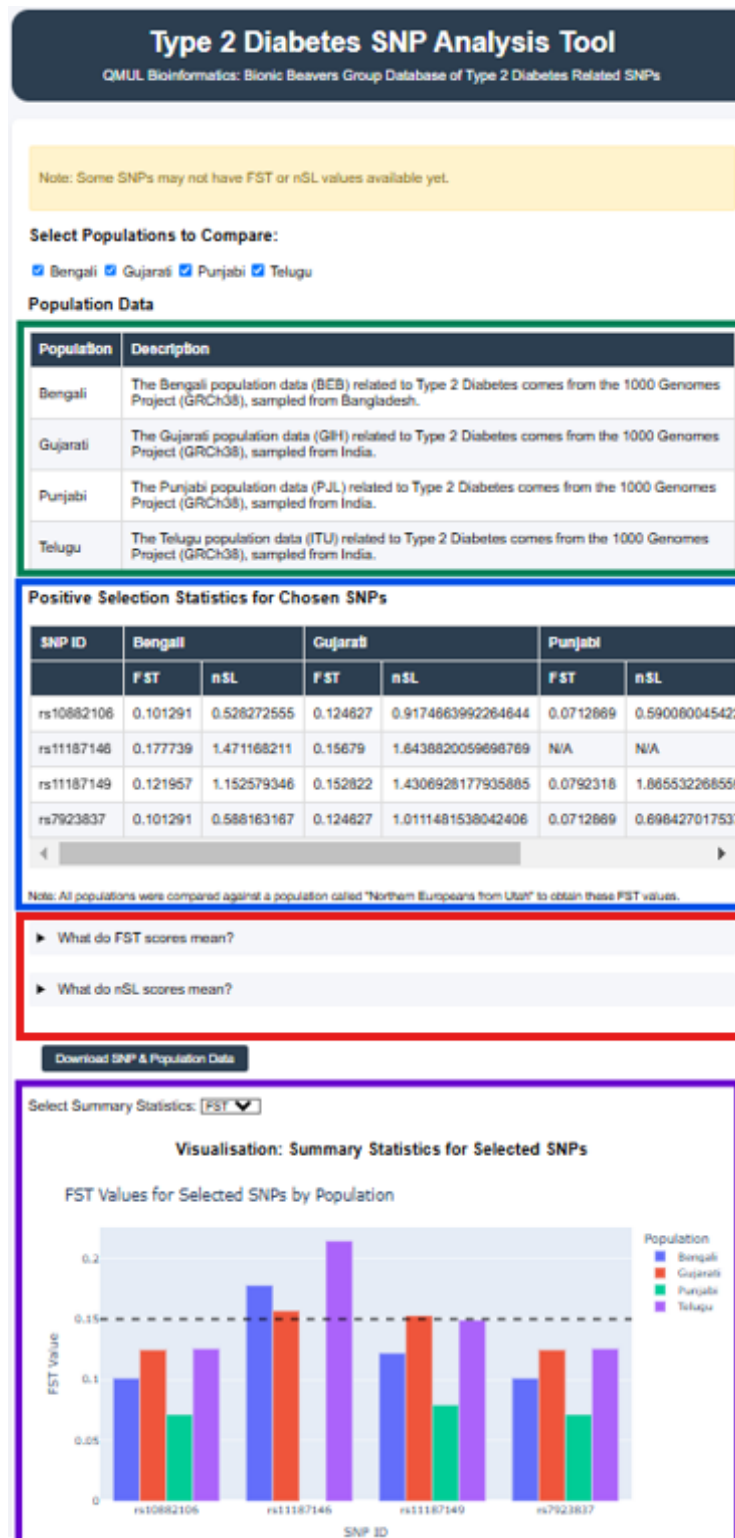 Type 2 Diabetes SNP Analysis Tool
QMUL Bioinformatics: Bionic Beavers Group Database of Type 2 Diabetes Related SNPs
Note: Some SNPs may not have FST or nSL values available yet.
Select Populations to Compare:
Bengali Gujarati Punjabi Telugu
Population Data
Population Description
Bengali The Bengali population data (BEB) related to Type 2 Diabetes comes from the 1000 Genomes
Project (GRCh38), sampled from Bangladesh.
Gujarati The Gujarati population data (GIH) related to Type 2 Diabetes comes from the 1000 Genomes
Project (GRCh38), sampled from India.
Punjabi The Punjabi population data (PJL) related to Type 2 Diabetes comes from the 1000 Genomes
Project (GRCh38), sampled from India.
Telugu The Telugu population data (ITU) related to Type 2 Diabetes comes from the 1000 Genomes
Project (GRCh38), sampled from India.
Positive Selection Statistics for Chosen SNPs
SNP ID Bengali Gujarati Punjabi
FST nSL FST nSL FST nSL
rs10882106 0.101291 0.528272555 0.124627 0.9174663992264644 0.0712869
rs11187146 0.177739 1.471168211 0.15679 1.6438820059698769 N/A N/A
rs11187149 0.121957 1.152579346 0.152822 1.4306928177935885 0.0792318
rs7923837 0.101291 0.588163167 0.124627 1.0111481538042406 0.0712869
Note: All populations were compared against a population called "Northern Europeans from Utah" to obtain these FST values.
What do FST scores mean?
What do nSL scores mean?
Download SNP & Population Data
Select Summary Statistics: FST
Visualisation: Summary Statistics for Selected SNPs
FST Values for Selected SNPs by Population
Population
Bengali
Gujarati
Punjabi
Telugu
0.2
0.15
0.1
0.05
0
FST Value
rs10882106 rs11187146 rs11187149 rs7923837
SNP ID